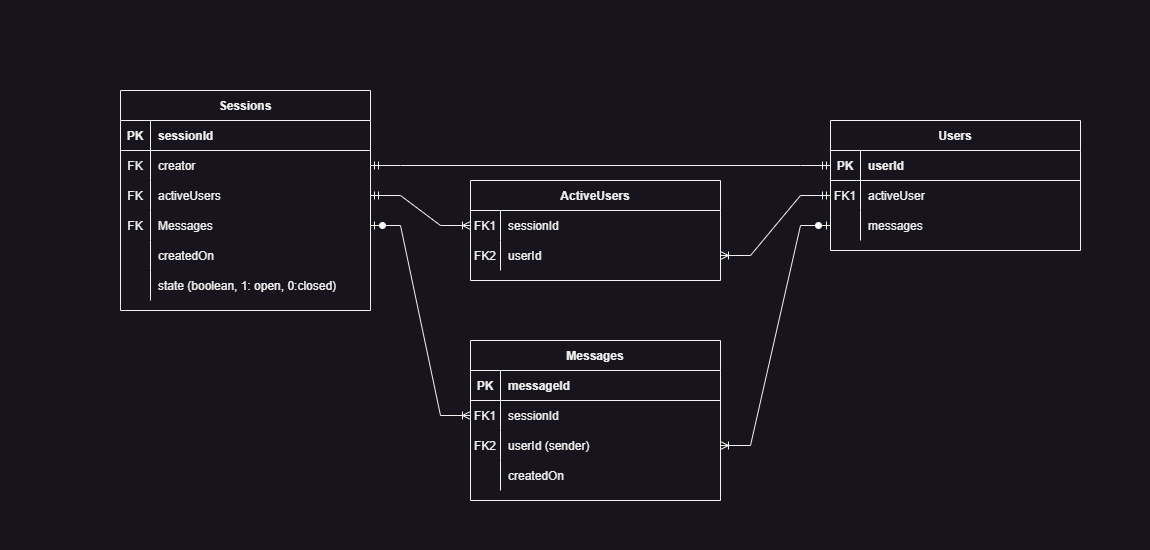 Sessions
PK sessionId
FK creator
FK activeUsers
FK Messages
createdOn
state (boolean, 1: open, 0:closed)
ActiveUsers
FK1 sessionId
FK2 userId
Messages
PK messageId
FK1 sessionId
FK2 userId (sender)
createdOn
Users
PK userId
FK1 activeUser
messages